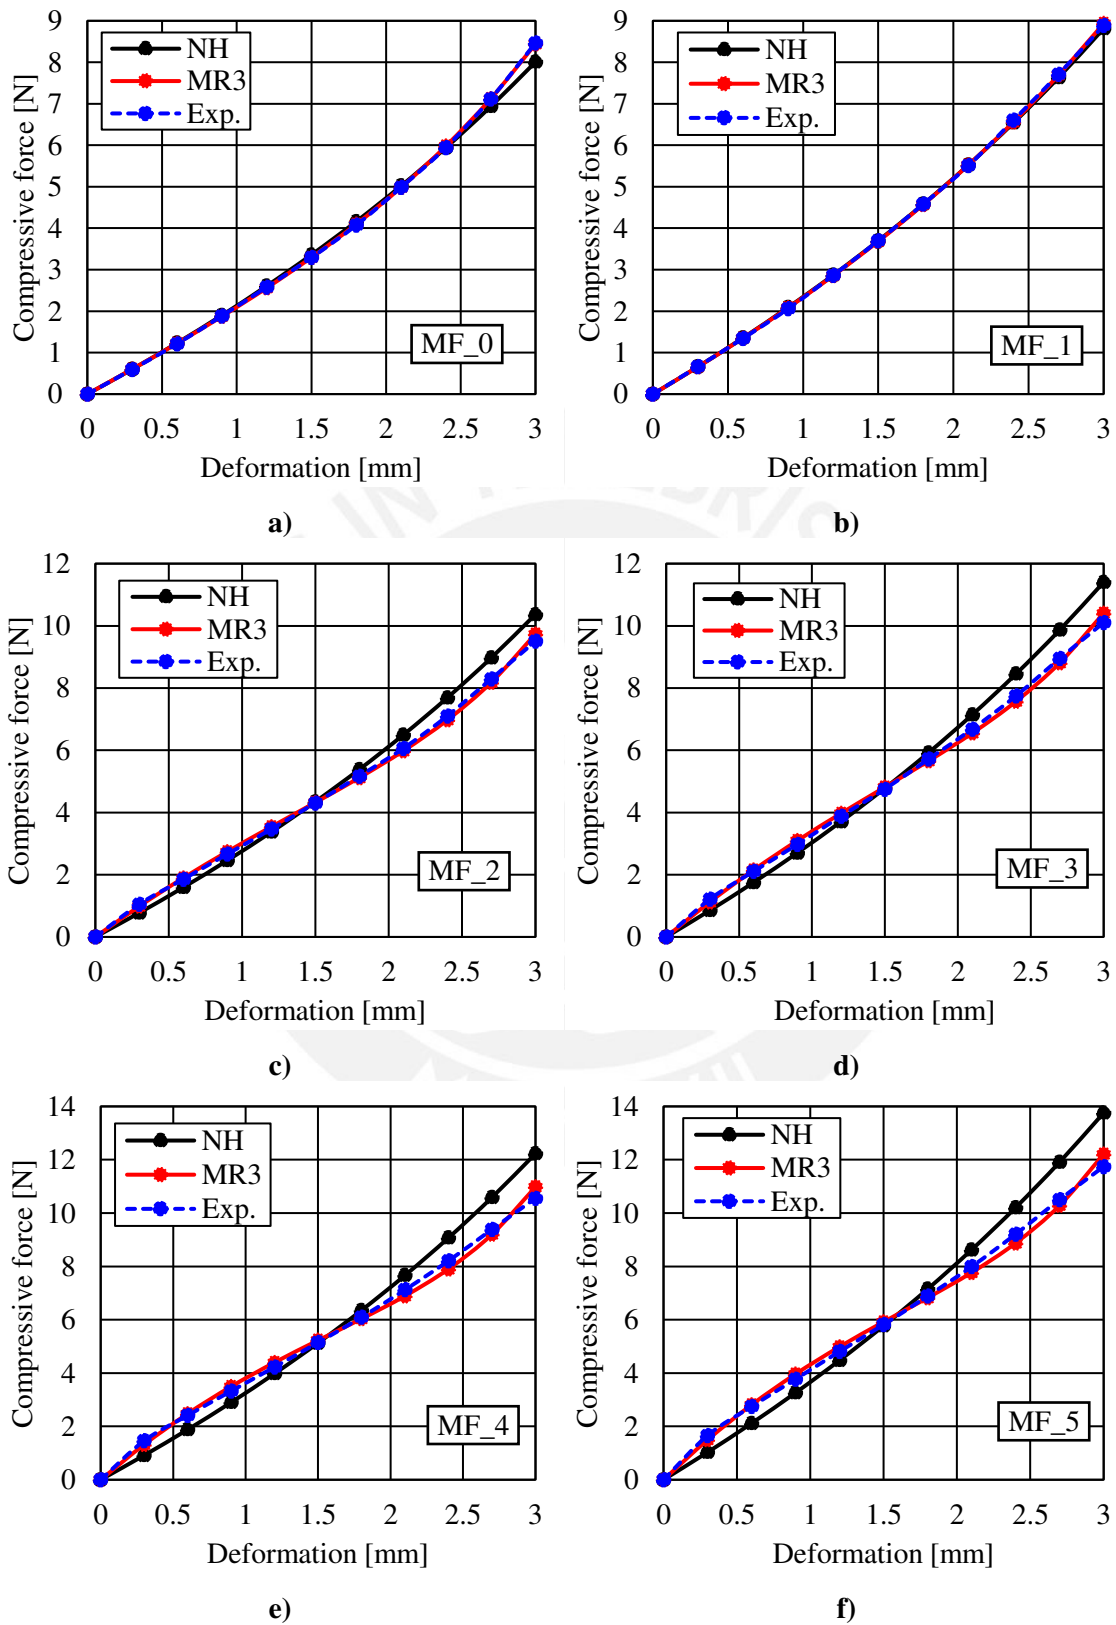 9
8
7
6
5
4
3
2
1
0
Compressive force [N]
NH
MR3
Exp.
MF_0
0 0.5 1 1.5 2 2.5 3
Deformation [mm]
a)
9
8
7
6
5
4
3
2
1
0
Compressive force [N]
NH
MR3
Exp.
MF_1
0 0.5 1 1.5 2 2.5 3
Deformation [mm]
b)
12
10
8
6
4
2
0
Compressive force [N]
NH
MR3
Exp.
MF_2
0 0.5 1 1.5 2 2.5 3
Deformation [mm]
c)
12
10
8
6
4
2
0
Compressive force [N]
NH
MR3
Exp.
MF_3
0 0.5 1 1.5 2 2.5 3
Deformation [mm]
d)
14
12
10
8
6
4
2
0
Compressive force [N]
NH
MR3
Exp.
MF_4
0 0.5 1 1.5 2 2.5 3
Deformation [mm]
e)
14
12
10
8
6
4
2
0
Compressive force [N]
NH
MR3
Exp.
MF_5
0 0.5 1 1.5 2 2.5 3
Deformation [mm]
f)